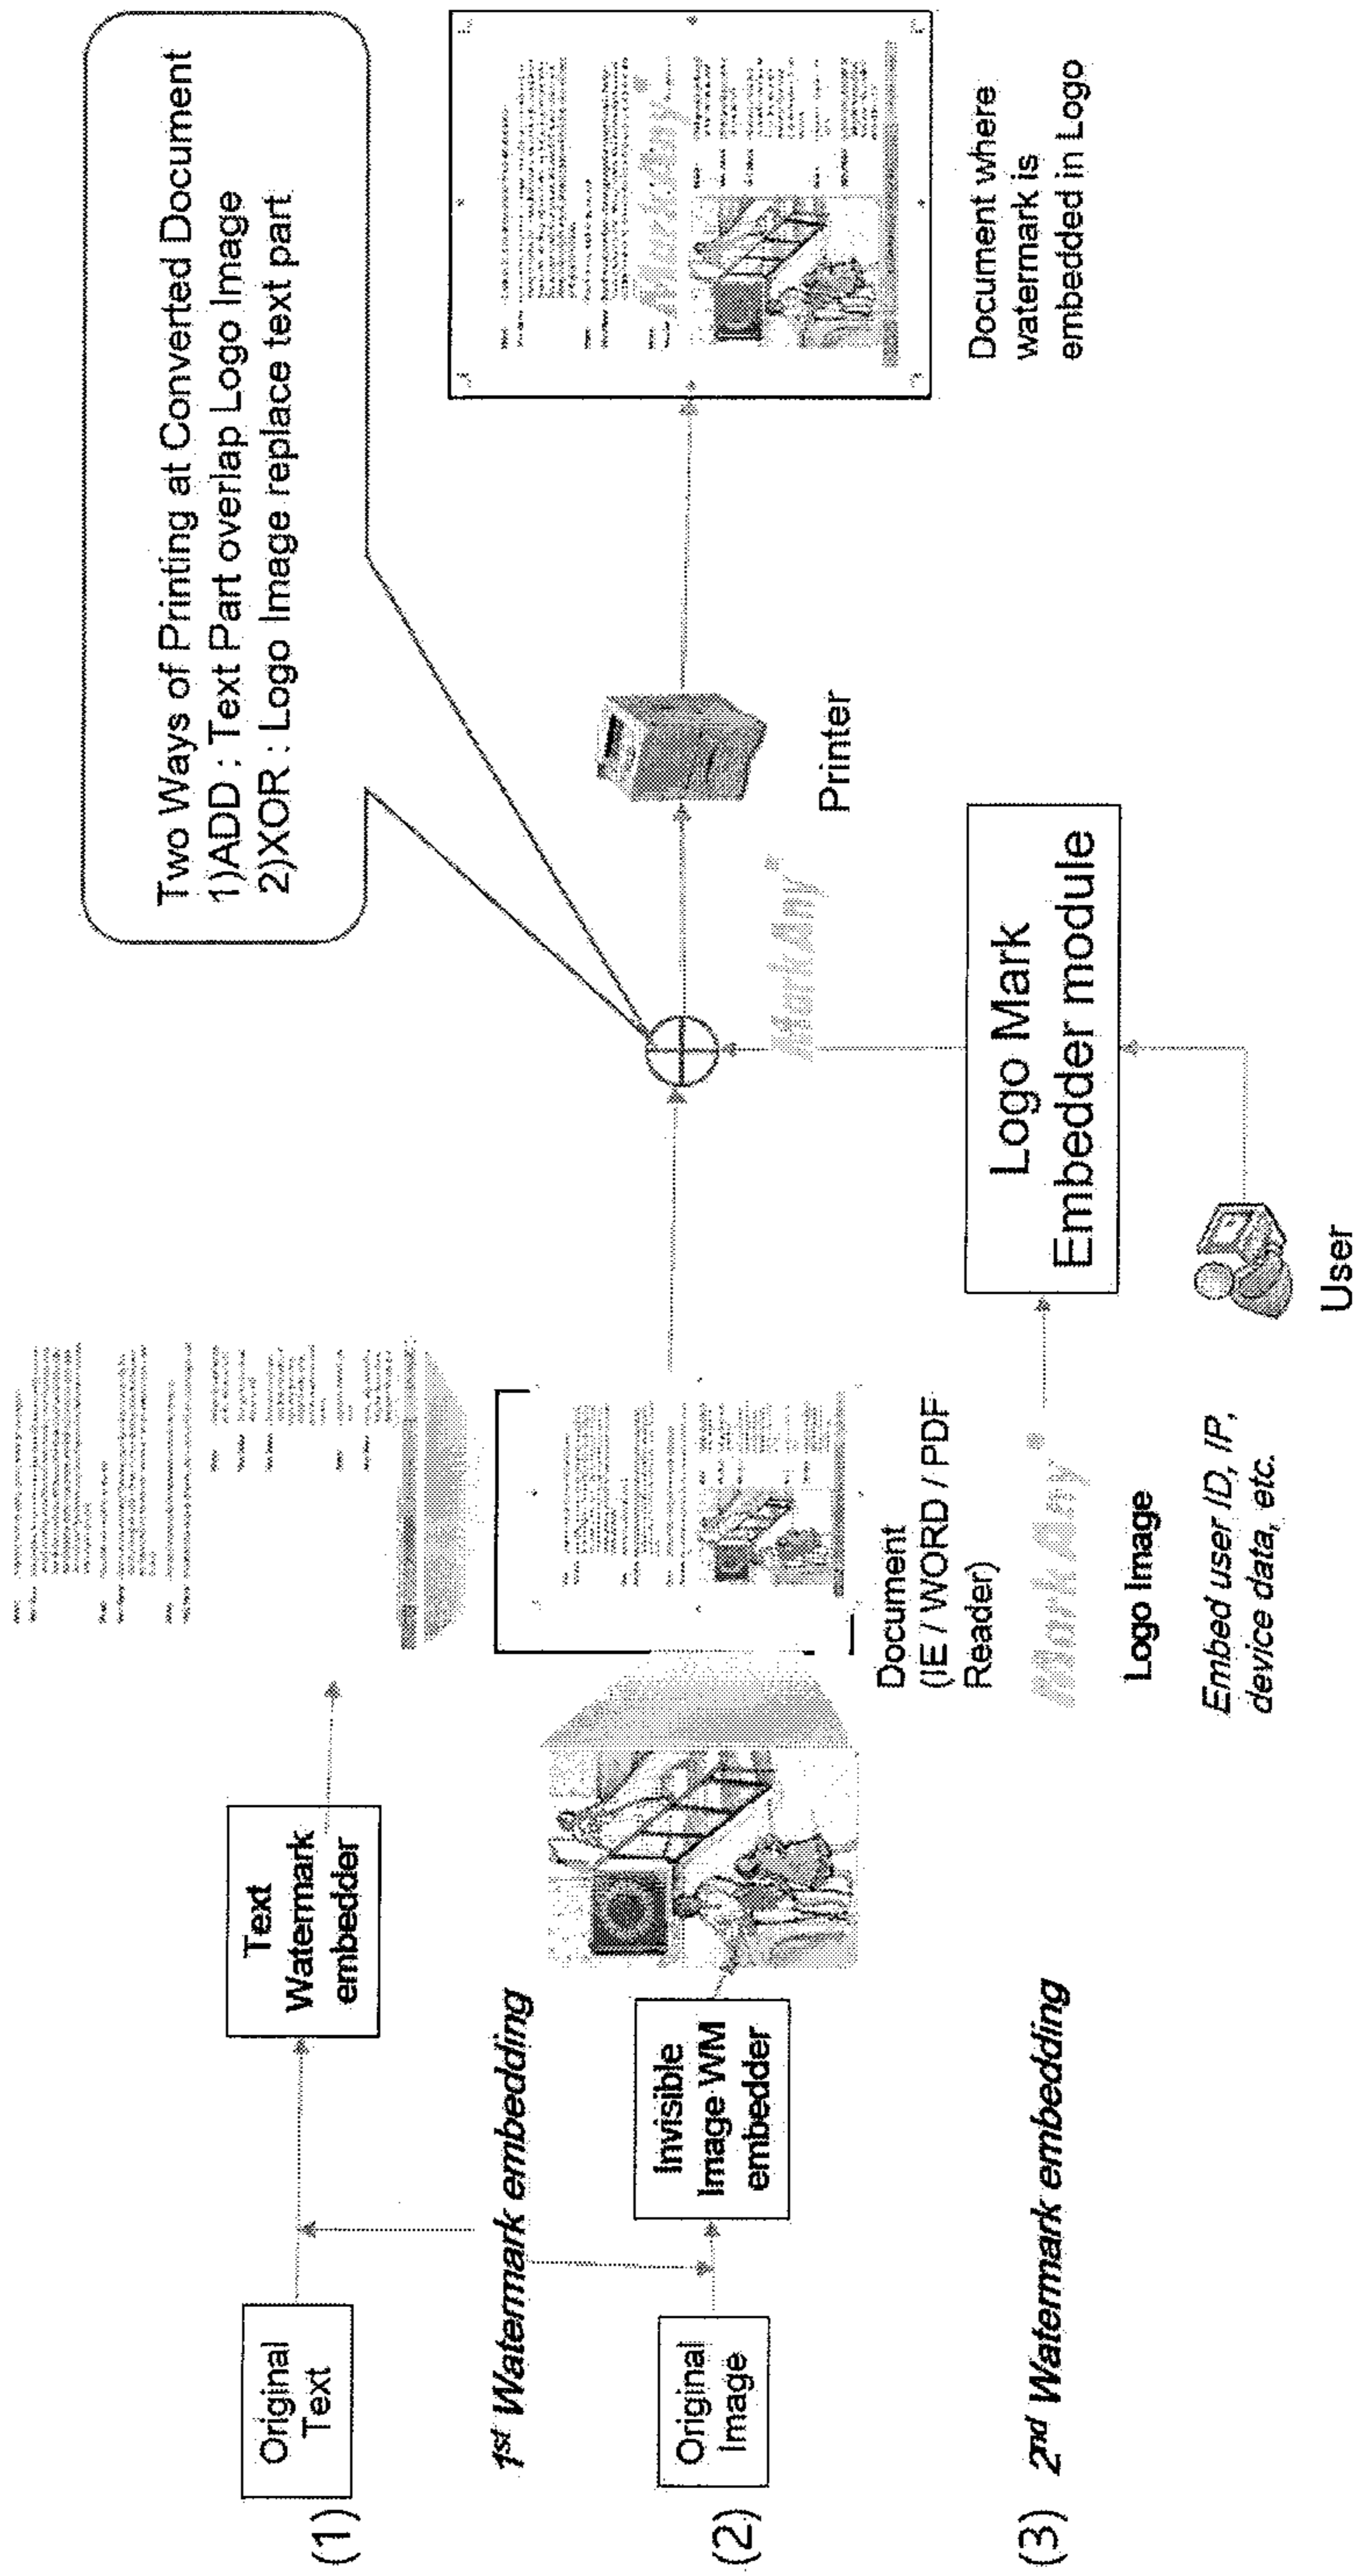 Two Ways of Printing at Converted Document
1)ADD : Text Part overlap Logo Image
2)XOR : Logo Image replace text part
(1)
Original
Text
Text
Watermark
embedder
1st Watermark embedding
(2)
Original
Image
Invisible
Image WM
embedder
Document
(IE / WORD / PDF
Reader)
Printer
MarkAny
MarkAny
Document where
watermark is
embedded in Logo
(3)
2nd Watermark embedding
MarkAny
Logo Image
Embed user ID, IP,
device data, etc.
Logo Mark
Embedder module
User